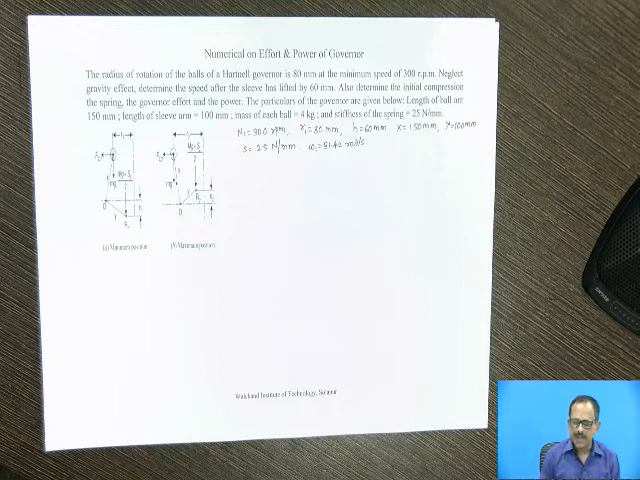 Numerical on Effort & Power of Governor
The radius of rotation of the balls of a Hartnell governor is 80 mm at the minimum speed of 300 r.p.m. Neglect
gravity effect, determine the speed after the sleeve has lifted by 60 mm. Also determine the initial compression
the spring, the governor effort and the power. The particulars of the governor are given below: Length of ball arm
150 mm ; length of sleeve arm = 100 mm ; mass of each ball = 4 kg ; and stiffness of the spring = 25 N/mm.
N1 = 300 rpm, r1 = 80 mm, h = 60 mm x = 150 mm, y = 100 mm
S = 25 N/mm. ω1 = 31.42 rad/s
(a) Minimum position
(b) Maximum position
Walchand Institute of Technology, Solapur